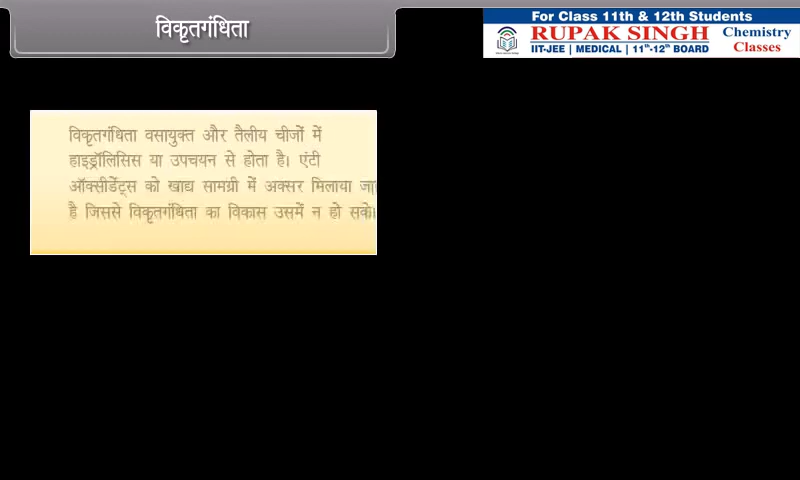 विकृतगंधिता
For Class 11th & 12th Students
RUPAK SINGH
IIT-JEE | MEDICAL | 11th-12th BOARD
Chemistry
Classes
विकृतगंधिता वसायुक्त और तैलीय चीजों में
हाइड्रॉलिसिस या उपचयन से होता है। एंटी
ऑक्सीडेंट्स को खाद्य सामग्री में अक्सर मिलाया
है जिससे विकृतगंधिता का विकास उसमें न हो सके।